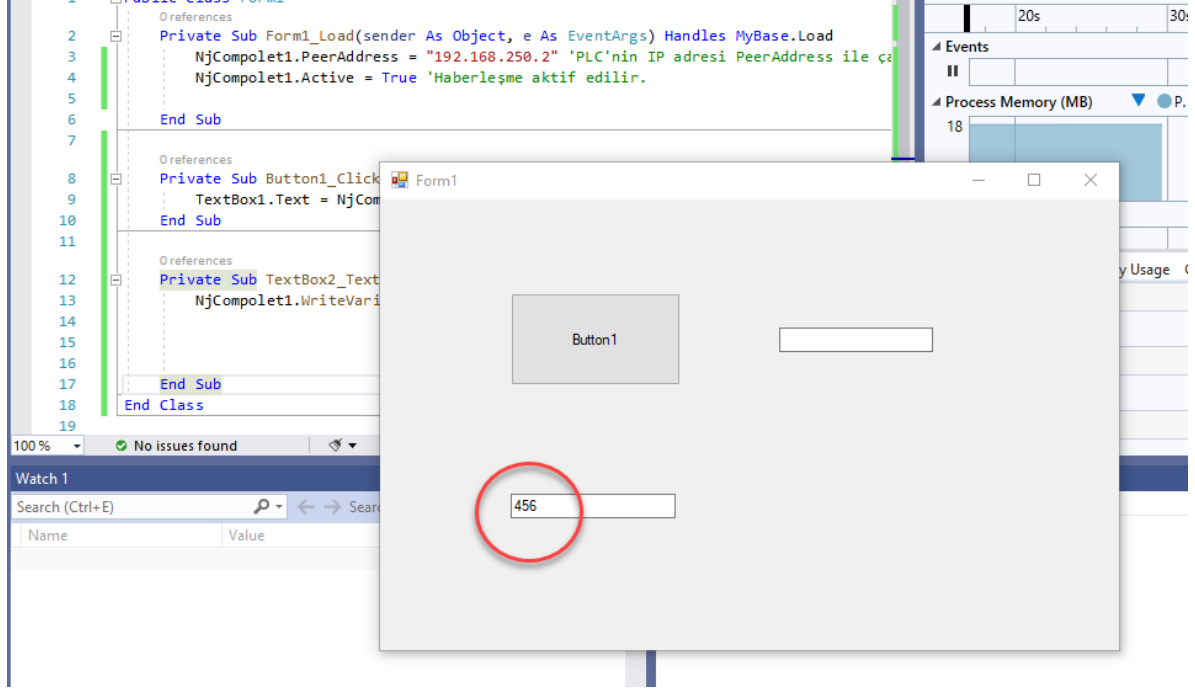 1 Public Class Form1
0 references
2 Private Sub Form1_Load(sender As Object, e As EventArgs) Handles MyBase.Load
3 NjCompolet1.PeerAddress = "192.168.250.2" 'PLC'nin IP adresi PeerAddress ile
4 NjCompolet1.Active = True 'Haberleşme aktif edilir.
5
6 End Sub
7
0 references
8 Private Sub Button1_Click
9 TextBox1.Text = NjCom
10 End Sub
11
0 references
12 Private Sub TextBox2_Text
13 NjCompolet1.WriteVari
14
15
16
17 End Sub
18 End Class
19
100 %
No issues found
Watch 1
Search (Ctrl+E)
Sear
Name Value
Form1
Button1
456
20s 30s
Events
Process Memory (MB) P.
18
y Usage